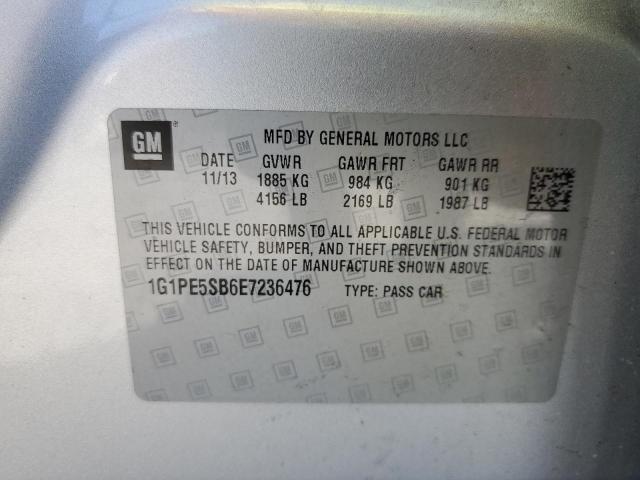 GM ® MFD BY GENERAL MOTORS LLC
DATE GVWR GAWR FRT GAWR RR
11/13 1885 KG 984 KG 901 KG
4156 LB 2169 LB 1987 LB
THIS VEHICLE CONFORMS TO ALL APPLICABLE U.S. FEDERAL MOTOR
VEHICLE SAFETY, BUMPER, AND THEFT PREVENTION STANDARDS IN
EFFECT ON THE DATE OF MANUFACTURE SHOWN ABOVE.
1G1PE5SB6E7236476 TYPE: PASS CAR